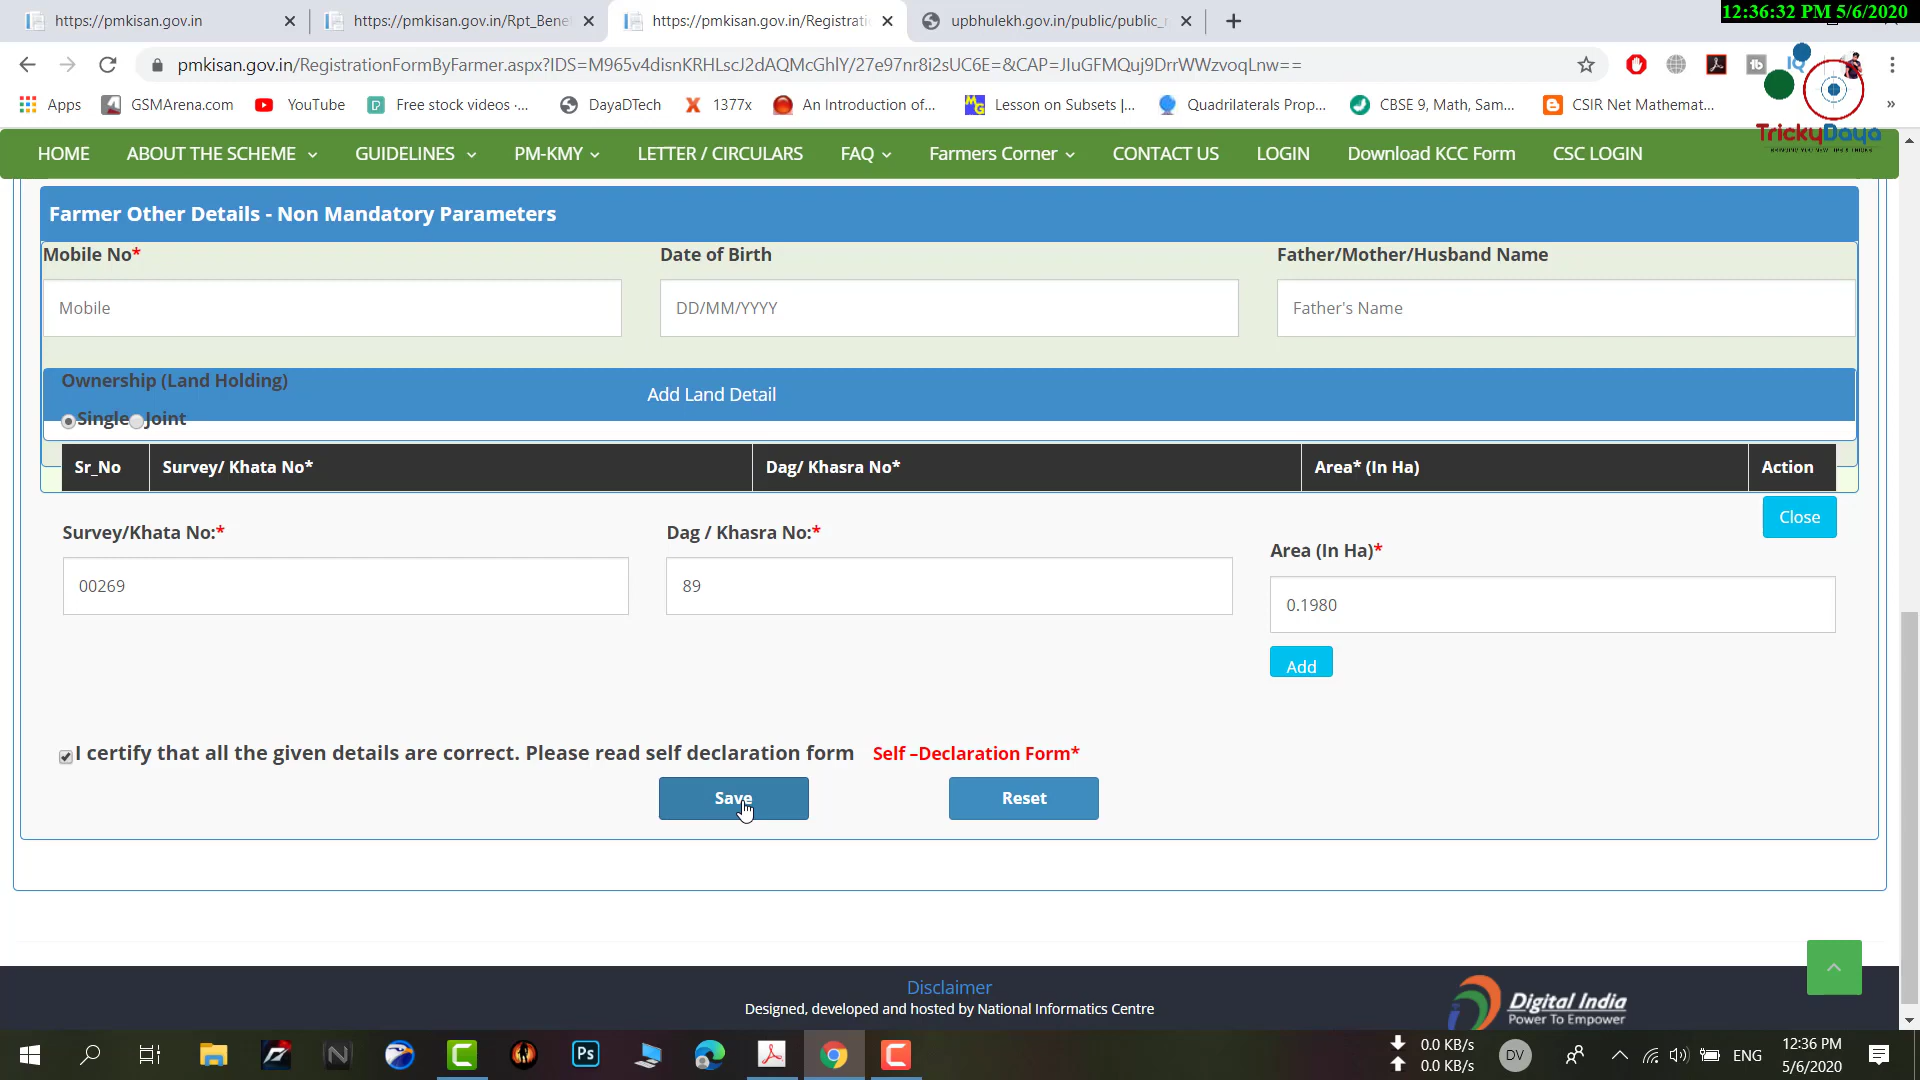 12:36:32 PM 5/6/2020
https://pmkisan.gov.in
https://pmkisan.gov.in/Rpt_Bene
https://pmkisan.gov.in/Registrati
upbhulekh.gov.in/public/public_
pmkisan.gov.in/RegistrationFormByFarmer.aspx?IDS=M965v4disnKRHLscJ2dAQMcGhlY/27e97nr8i2sUC6E=&CAP=JIuGFMQuj9DrrWWzvoqLnw==
Apps GSMArena.com YouTube Free stock videos -... DayaDTech 1377x An Introduction of... Lesson on Subsets |... Quadrilaterals Prop... CBSE 9, Math, Sam... CSIR Net Mathemat... »
TrickyDaya
HOME ABOUT THE SCHEME GUIDELINES PM-KMY LETTER / CIRCULARS FAQ Farmers Corner CONTACT US LOGIN Download KCC Form CSC LOGIN
Farmer Other Details - Non Mandatory Parameters
Mobile No* Date of Birth Father/Mother/Husband Name
Mobile DD/MM/YYYY Father's Name
Ownership (Land Holding)
Add Land Detail
Single Joint
Sr_No Survey/ Khata No* Dag/ Khasra No* Area* (In Ha) Action
Close
Survey/Khata No:* Dag / Khasra No:* Area (In Ha)*
00269 89 0.1980
Add
I certify that all the given details are correct. Please read self declaration form Self –Declaration Form*
Save Reset
Disclaimer
Designed, developed and hosted by National Informatics Centre
Digital India
Power To Empower
0.0 KB/s
0.0 KB/s
DV
ENG
12:36 PM
5/6/2020